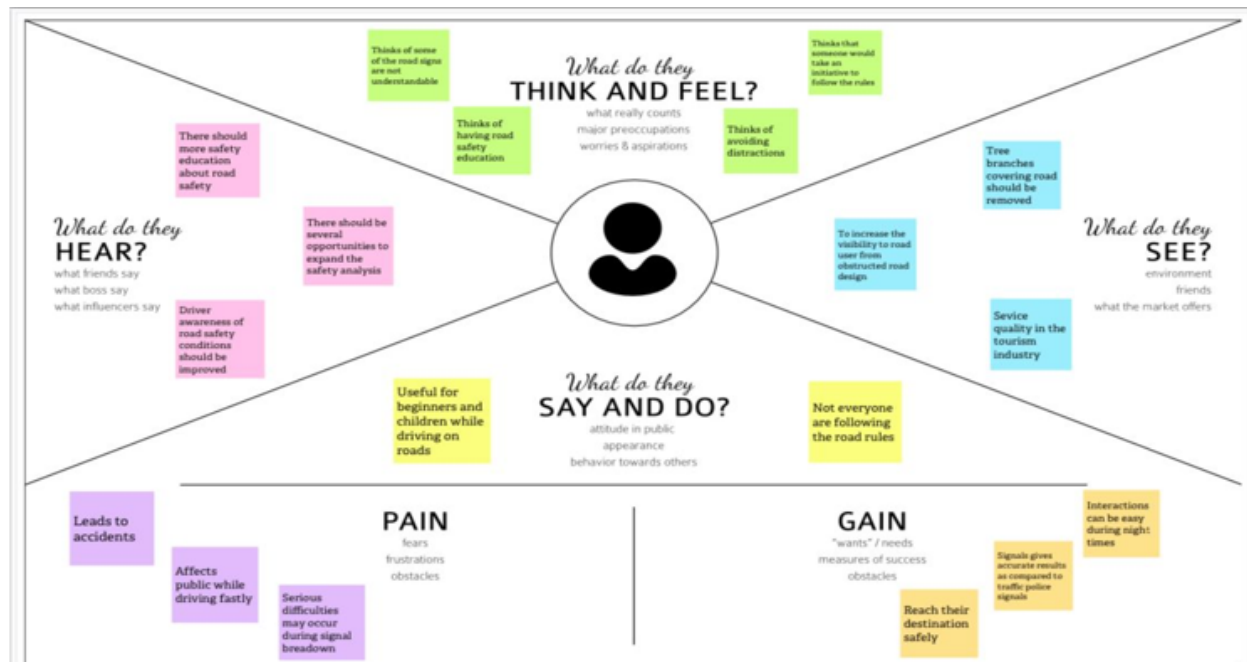 Thinks of some
of the road signs
are not
understandable
What do they
THINK AND FEEL?
what really counts
major preoccupations
worries & aspirations
Thinks that
someone would
take an
initiative to
follow the rules
Thinks of
having road
safety
education
Thinks of
avoiding
distractions
There should
more safety
education
about road
safety
There should be
several
opportunities to
expand the
safety analysis
What do they
HEAR?
what friends say
what boss say
what influencers say
Driver
awareness of
road safety
conditions
should be
improved
Tree
branches
covering road
should be
removed
To increase the
visibility to road
user from
obstructed road
design
What do they
SEE?
environment
friends
what the market offers
Sevice
quality in the
tourism
industry
What do they
SAY AND DO?
attitude in public
appearance
behavior towards others
Useful for
beginners and
children while
driving on
roads
Not everyone
are following
the road rules
PAIN
fears
frustrations
obstacles
Leads to
accidents
Affects
public while
driving fastly
Serious
difficulties
may occur
during signal
breadown
GAIN
"wants" / needs
measures of success
obstacles
Interactions
can be easy
during night
times
Signals gives
accurate results
as compared to
traffic police
signals
Reach their
destination
safely